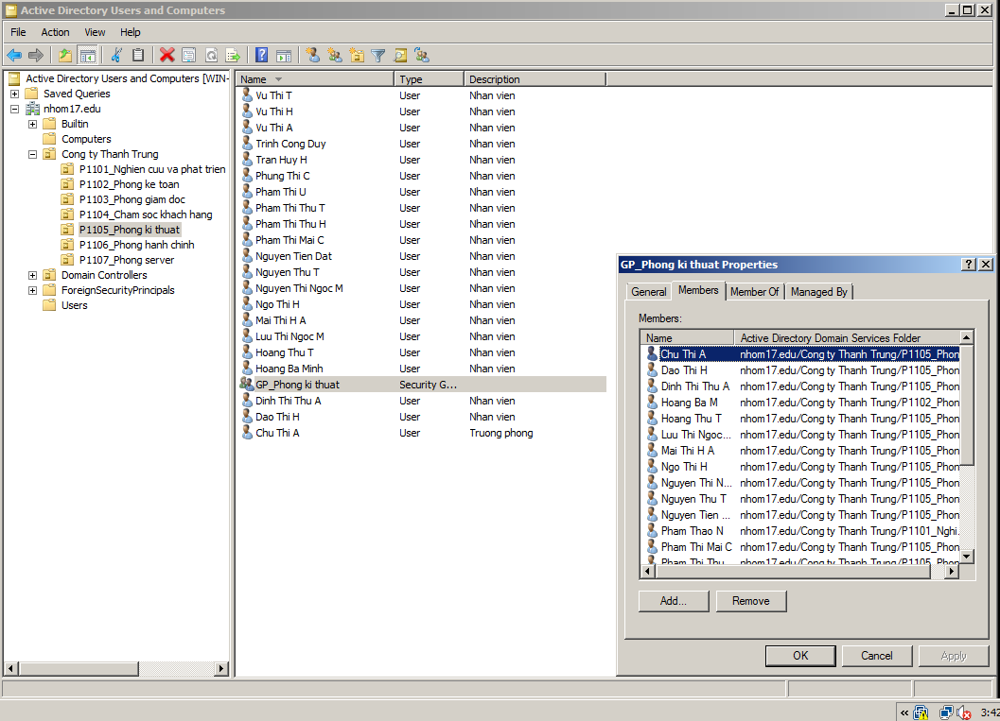 Active Directory Users and Computers
File Action View Help
Active Directory Users and Computers [WIN-
Saved Queries
nhom17.edu
Builtin
Computers
Cong ty Thanh Trung
P1101_Nghien cuu va phat trien
P1102_Phong ke toan
P1103_Phong giam doc
P1104_Cham soc khach hang
P1105_Phong ki thuat
P1106_Phong hanh chinh
P1107_Phong server
Domain Controllers
ForeignSecurityPrincipals
Users
Name Type Description
Vu Thi T User Nhan vien
Vu Thi H User Nhan vien
Vu Thi A User Nhan vien
Trinh Cong Duy User Nhan vien
Tran Huy H User Nhan vien
Phung Thi C User Nhan vien
Pham Thi U User Nhan vien
Pham Thi Thu T User Nhan vien
Pham Thi Thu H User Nhan vien
Pham Thi Mai C User Nhan vien
Nguyen Tien Dat User Nhan vien
Nguyen Thu T User Nhan vien
Nguyen Thi Ngoc M User Nhan vien
Ngo Thi H User Nhan vien
Mai Thi H A User Nhan vien
Luu Thi Ngoc M User Nhan vien
Hoang Thu T User Nhan vien
Hoang Ba Minh User Nhan vien
GP_Phong ki thuat Security G...
Dinh Thi Thu A User Nhan vien
Dao Thi H User Nhan vien
Chu Thi A User Truong phong
GP_Phong ki thuat Properties
General Members Member Of Managed By
Members:
Name Active Directory Domain Services Folder
Chu Thi A nhom17.edu/Cong ty Thanh Trung/P1105_Phon
Dao Thi H nhom17.edu/Cong ty Thanh Trung/P1105_Phon
Dinh Thi Thu A nhom17.edu/Cong ty Thanh Trung/P1105_Phon
Hoang Ba M nhom17.edu/Cong ty Thanh Trung/P1102_Phon
Hoang Thu T nhom17.edu/Cong ty Thanh Trung/P1105_Phon
Luu Thi Ngoc... nhom17.edu/Cong ty Thanh Trung/P1105_Phon
Mai Thi H A nhom17.edu/Cong ty Thanh Trung/P1105_Phon
Ngo Thi H nhom17.edu/Cong ty Thanh Trung/P1105_Phon
Nguyen Thi N... nhom17.edu/Cong ty Thanh Trung/P1105_Phon
Nguyen Thu T nhom17.edu/Cong ty Thanh Trung/P1105_Phon
Nguyen Tien ... nhom17.edu/Cong ty Thanh Trung/P1105_Phon
Pham Thao N nhom17.edu/Cong ty Thanh Trung/P1101_Nghi.
Pham Thi Mai C nhom17.edu/Cong ty Thanh Trung/P1105_Phon
Pham Thi Thu nhom17.edu/Cong ty Thanh Trung/P1105_Phon
Add... Remove
OK Cancel Apply
3:42